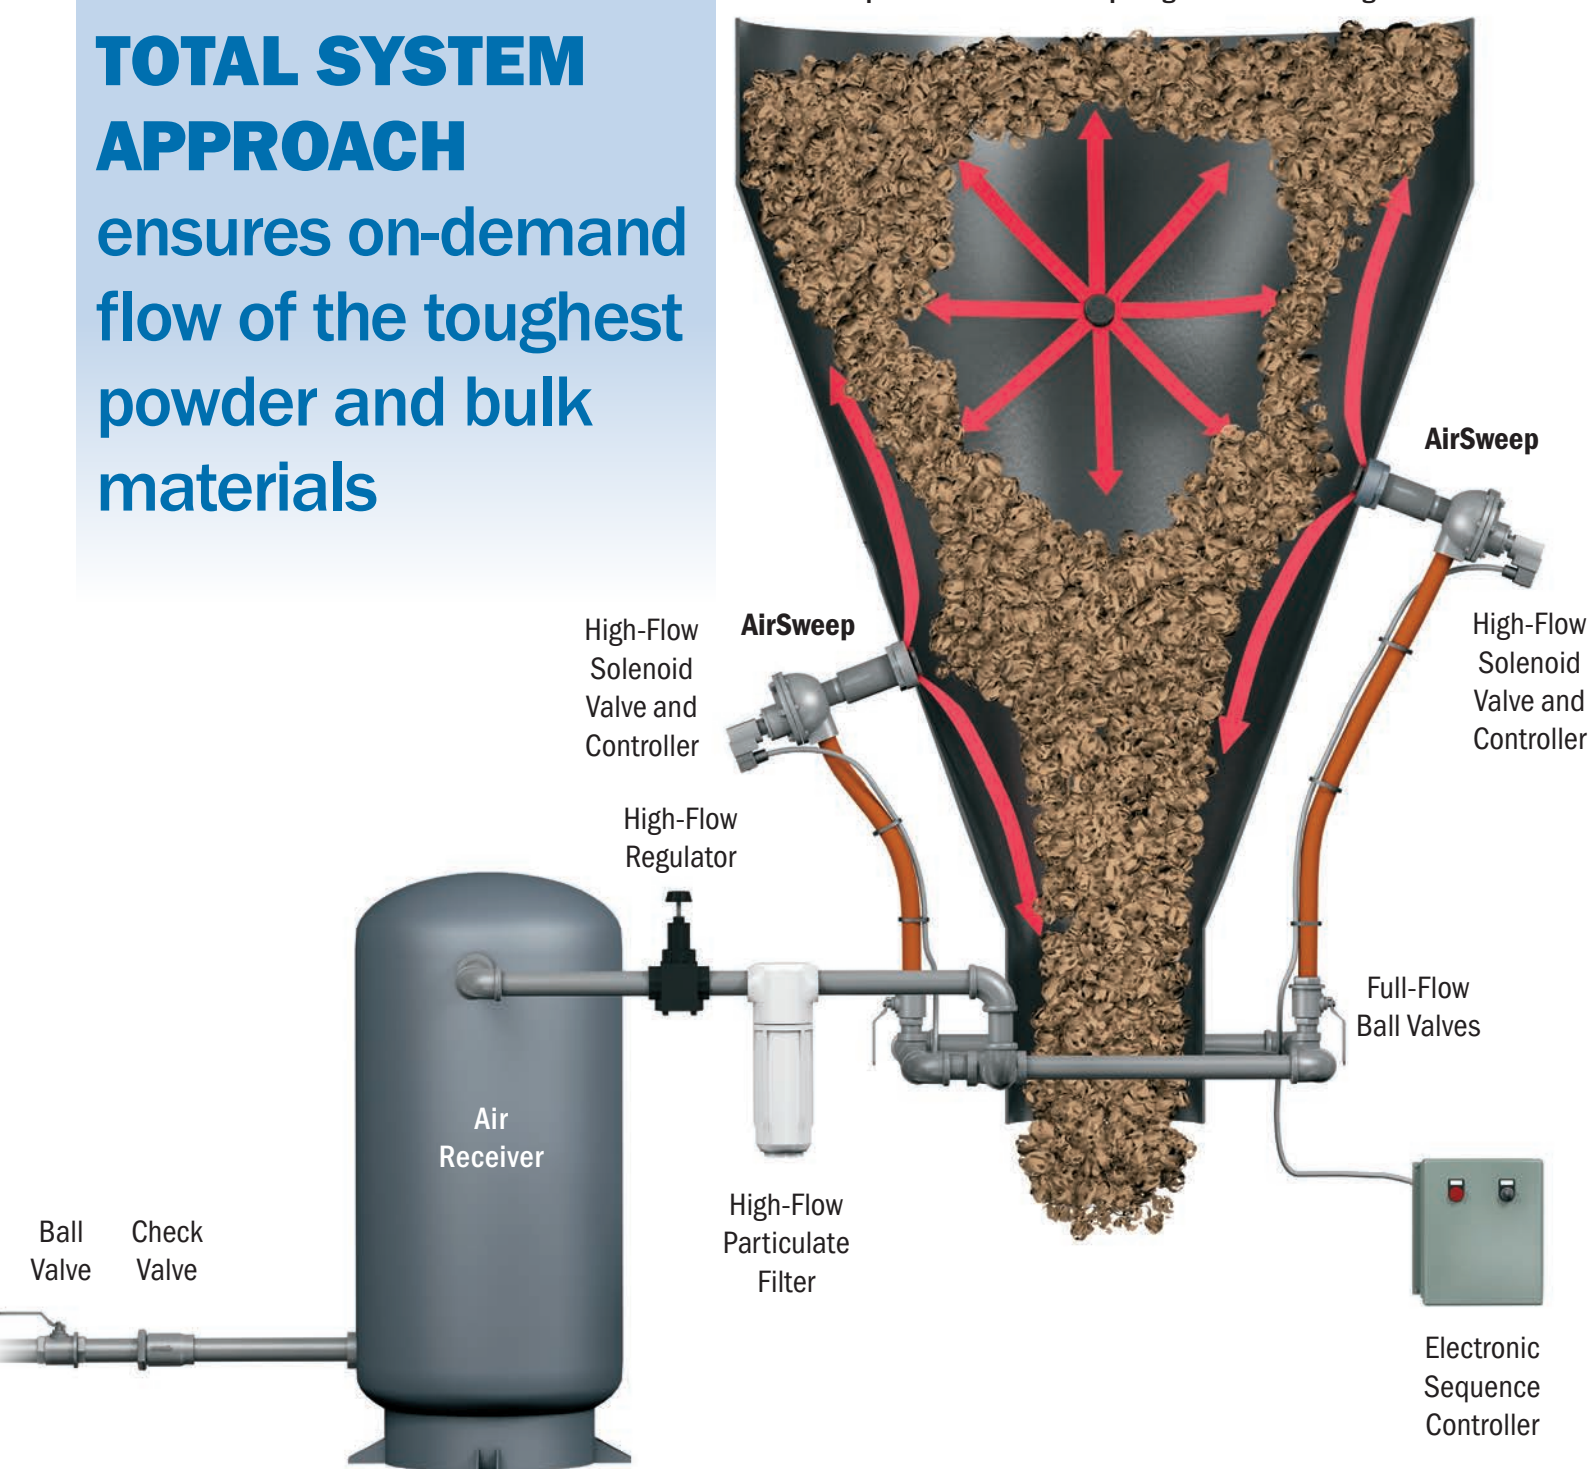 TOTAL SYSTEM
APPROACH
ensures on-demand
flow of the toughest
powder and bulk
materials
AirSweep
High-Flow
Solenoid
Valve and
Controller
AirSweep
High-Flow
Solenoid
Valve and
Controller
High-Flow
Regulator
Full-Flow
Ball Valves
Air
Receiver
High-Flow
Particulate
Filter
Ball
Valve
Check
Valve
Electronic
Sequence
Controller